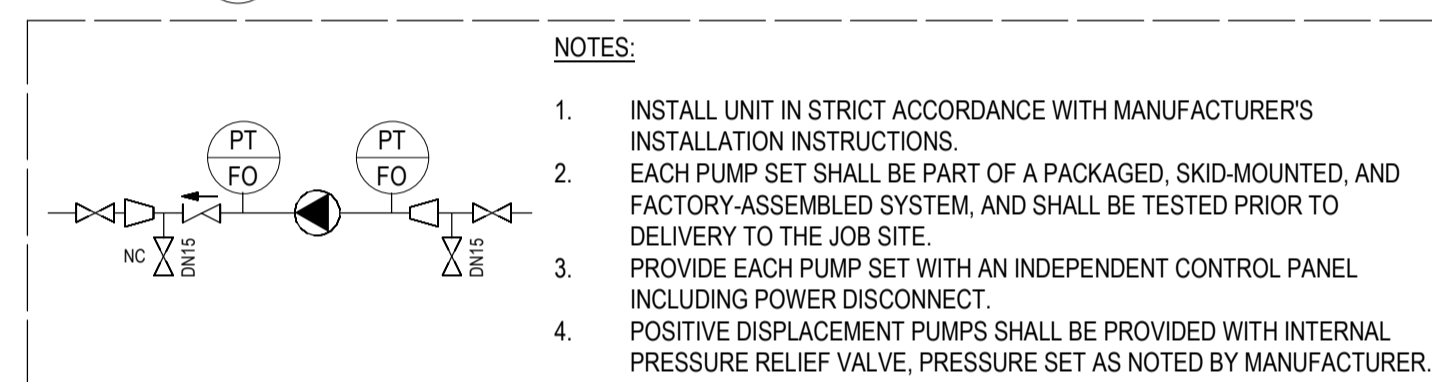 NOTES:
1. INSTALL UNIT IN STRICT ACCORDANCE WITH MANUFACTURER'S
INSTALLATION INSTRUCTIONS.
2. EACH PUMP SET SHALL BE PART OF A PACKAGED, SKID-MOUNTED, AND
FACTORY-ASSEMBLED SYSTEM, AND SHALL BE TESTED PRIOR TO
DELIVERY TO THE JOB SITE.
3. PROVIDE EACH PUMP SET WITH AN INDEPENDENT CONTROL PANEL
INCLUDING POWER DISCONNECT.
4. POSITIVE DISPLACEMENT PUMPS SHALL BE PROVIDED WITH INTERNAL
PRESSURE RELIEF VALVE, PRESSURE SET AS NOTED BY MANUFACTURER.
PT
FO
PT
FO
NC
DN15
DN15